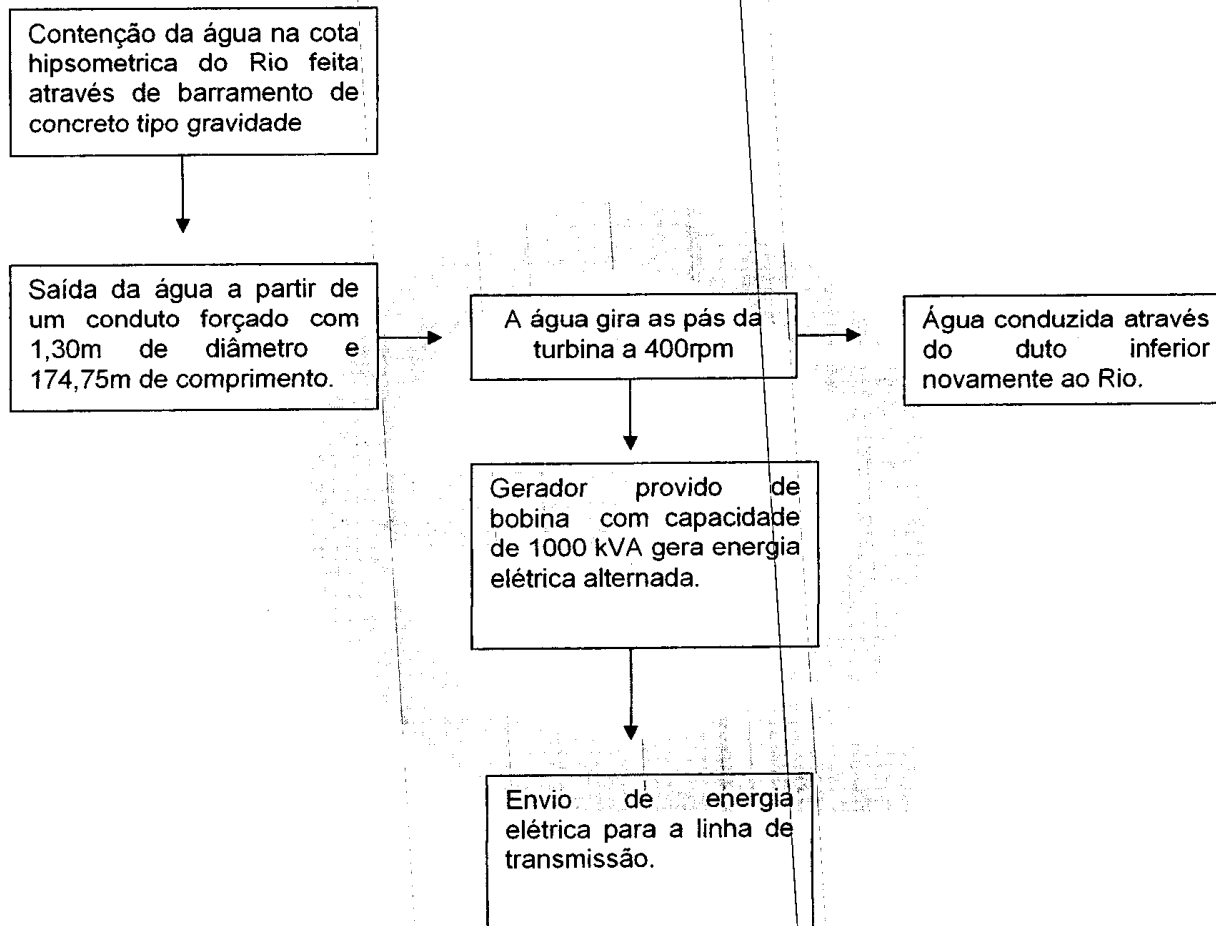 Contenção da água na cota
hipsometrica do Rio feita
através de barramento de
concreto tipo gravidade
Saída da água a partir de
um conduto forçado com
1,30m de diâmetro e
174,75m de comprimento.
A água gira as pás da
turbina a 400rpm
Água conduzida através
do duto inferior
novamente ao Rio.
Gerador provido de
bobina com capacidade
de 1000 kVA gera energia
elétrica alternada.
Envio de energia
elétrica para a linha de
transmissão.